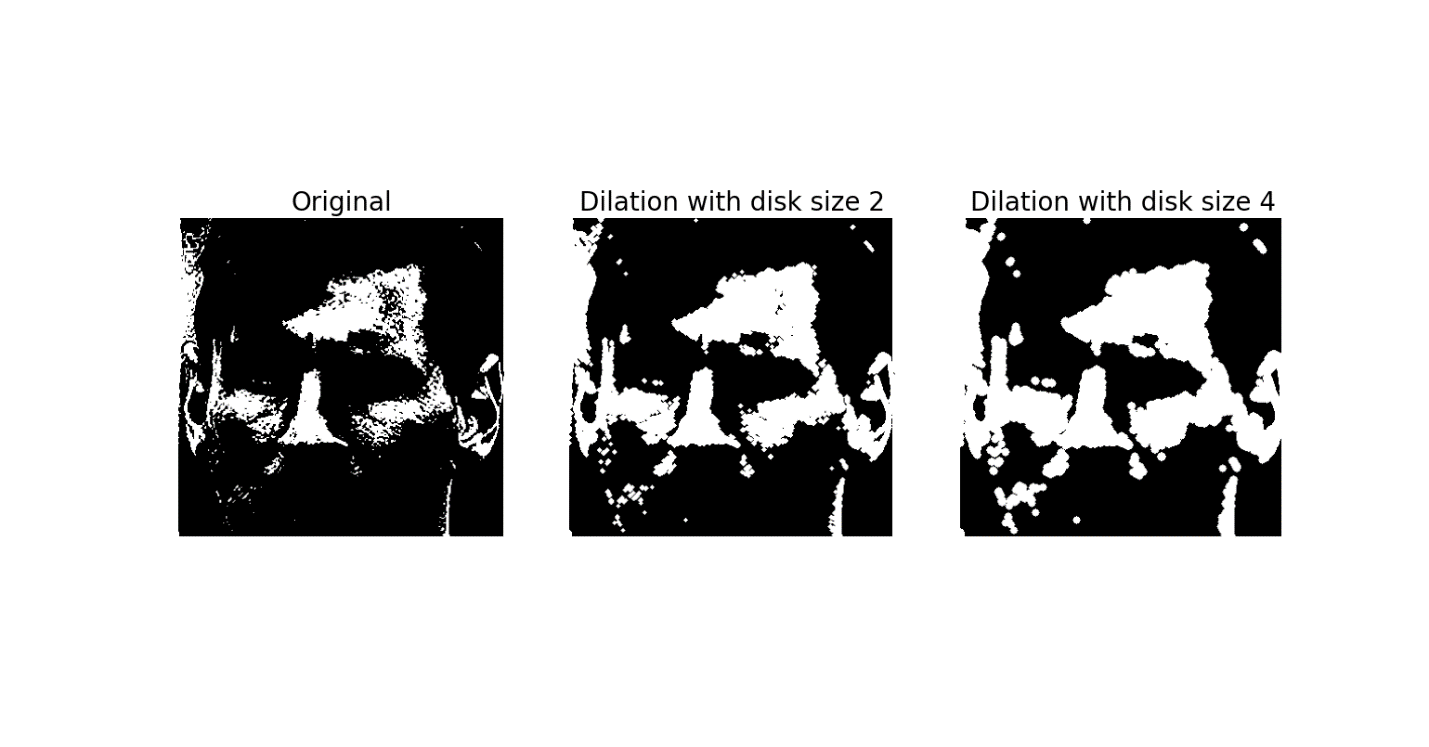 Original
Dilation with disk size 2
Dilation with disk size 4